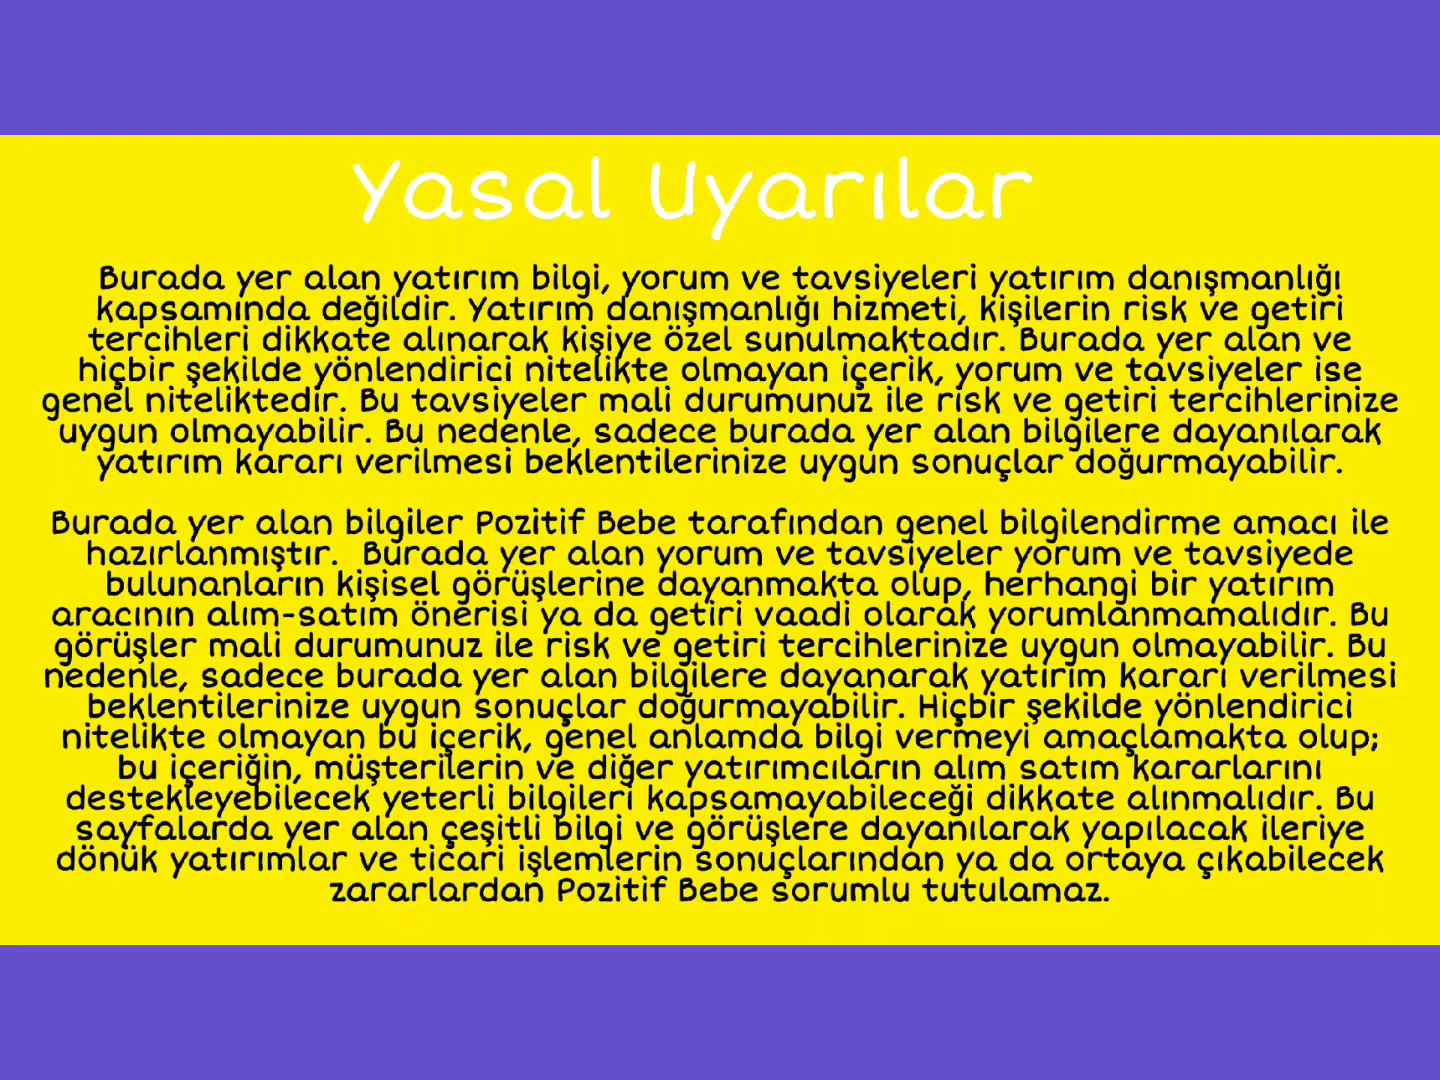 Yasal Uyarılar
Burada yer alan yatırım bilgi, yorum ve tavsiyeleri yatırım danışmanlığı
kapsamında değildir. Yatırım danışmanlığı hizmeti, kişilerin risk ve getiri
tercihleri dikkate alınarak kişiye özel sunulmaktadır. Burada yer alan ve
hiçbir şekilde yönlendirici nitelikte olmayan içerik, yorum ve tavsiyeler ise
genel niteliktedir. Bu tavsiyeler mali durumunuz ile risk ve getiri tercihlerinize
uygun olmayabilir. Bu nedenle, sadece burada yer alan bilgilere dayanılarak
yatırım kararı verilmesi beklentilerinize uygun sonuçlar doğurmayabilir.
Burada yer alan bilgiler Pozitif Bebe tarafından genel bilgilendirme amacı ile
hazırlanmıştır. Burada yer alan yorum ve tavsiyeler yorum ve tavsiyede
bulunanların kişisel görüşlerine dayanmakta olup, herhangi bir yatırım
aracının alım-satım önerisi ya da getiri vaadi olarak yorumlanmamalıdır. Bu
görüşler mali durumunuz ile risk ve getiri tercihlerinize uygun olmayabilir. Bu
nedenle, sadece burada yer alan bilgilere dayanarak yatırım kararı verilmesi
beklentilerinize uygun sonuçlar doğurmayabilir. Hiçbir şekilde yönlendirici
nitelikte olmayan bu içerik, genel anlamda bilgi vermeyi amaçlamakta olup;
bu içeriğin, müşterilerin ve diğer yatırımcıların alım satım kararlarını
destekleyebilecek yeterli bilgileri kapsamayabileceği dikkate alınmalıdır. Bu
sayfalarda yer alan çeşitli bilgi ve görüşlere dayanılarak yapılacak ileriye
dönük yatırımlar ve ticari işlemlerin sonuçlarından ya da ortaya çıkabilecek
zararlardan Pozitif Bebe sorumlu tutulamaz.